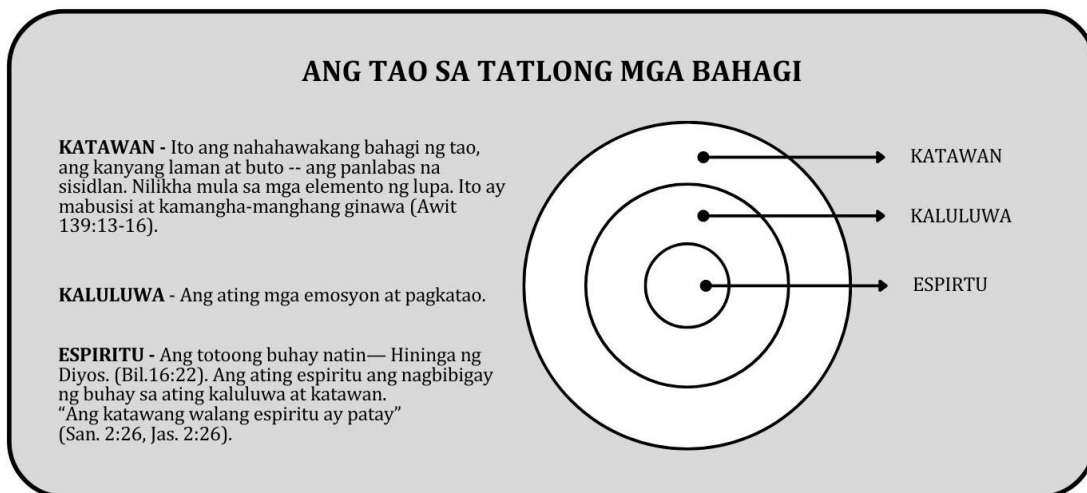 ANG TAO SA TATLONG MGA BAHAGI
KATAWAN - Ito ang nahahawakang bahagi ng tao,
ang kanyang laman at buto -- ang panlabas na
sisidlan. Nilikha mula sa mga elemento ng lupa. Ito ay
mabusisi at kamangha-manghang ginawa (Awit
139:13-16).
KALULUWA - Ang ating mga emosyon at pagkatao.
ESPIRITU - Ang totoong buhay natin— Hininga ng
Diyos. (Bil.16:22). Ang ating espiritu ang nagbibigay
ng buhay sa ating kaluluwa at katawan.
“Ang katawang walang espiritu ay patay”
(San. 2:26, Jas. 2:26).
KATAWAN
KALULUWA
ESPIRTU